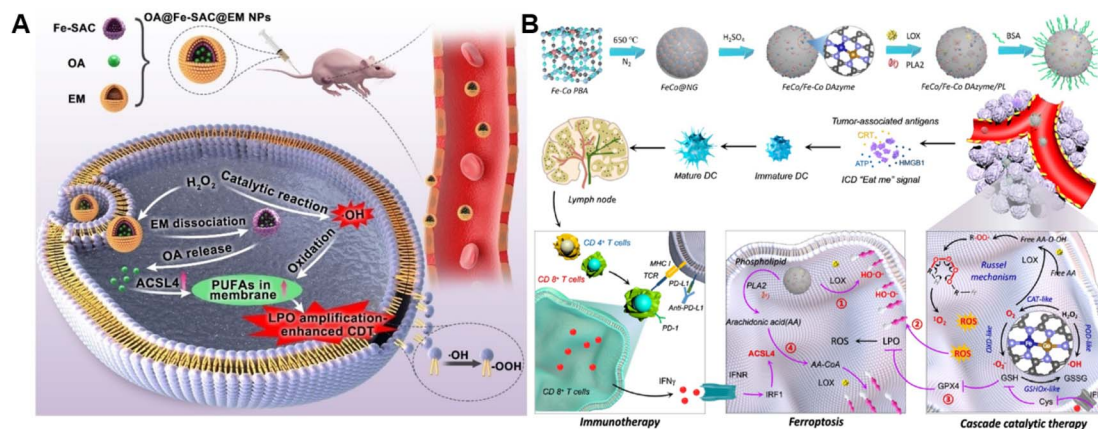 A
OA@Fe-SAC@EM NPs
Fe-SAC
OA
EM
H₂O₂
Catalytic reaction
·OH
EM dissociation
OA release
Oxidation
ACSL4
PUFAs in
membrane
LPO amplification-
enhanced CDT
·OH
-OOH
B
650 ℃
N₂
H₂SO₄
LOX
PLA2
BSA
Fe-Co PBA
FeCo@NG
FeCo/Fe-Co DAzyme
FeCo/Fe-Co DAzyme/PL
Tumor-associated antigens
CRT
ATP
HMGB1
ICD "Eat me" signal
Mature DC
Immature DC
Lymph node
CD 4⁺ T cells
CD 8⁺ T cells
MHC I
TCR
PD-L1
Anti-PD-L1
PD-1
CD 8⁺ T cells
IFNγ
Immunotherapy
Phospholipid
PLA2
LOX
HO·O·
①
HO·O·
Arachidonic acid(AA)
②
ROS
LPO
ACSL4
④
AA-CoA
IFNR
LOX
IRF1
Ferroptosis
R-OO·
Free AA-O-OH
LOX
Russel
mechanism
Free AA
CAT-like
¹O₂
ROS
O₂
H₂O₂
OXD-like
POD-like
ROS
·O₂⁻
·OH
GSH
GSSG
GPX4
GSHOx-like
③
Cys
Cascade catalytic therapy